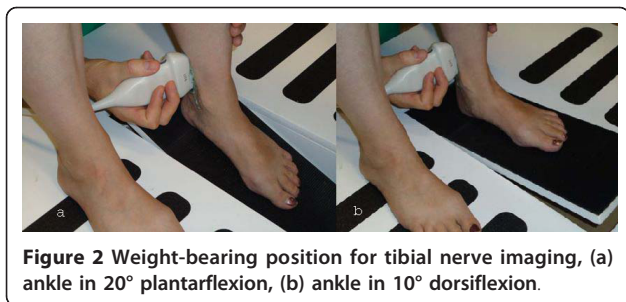 a
b
Figure 2 Weight-bearing position for tibial nerve imaging, (a)
ankle in 20° plantarflexion, (b) ankle in 10° dorsiflexion.